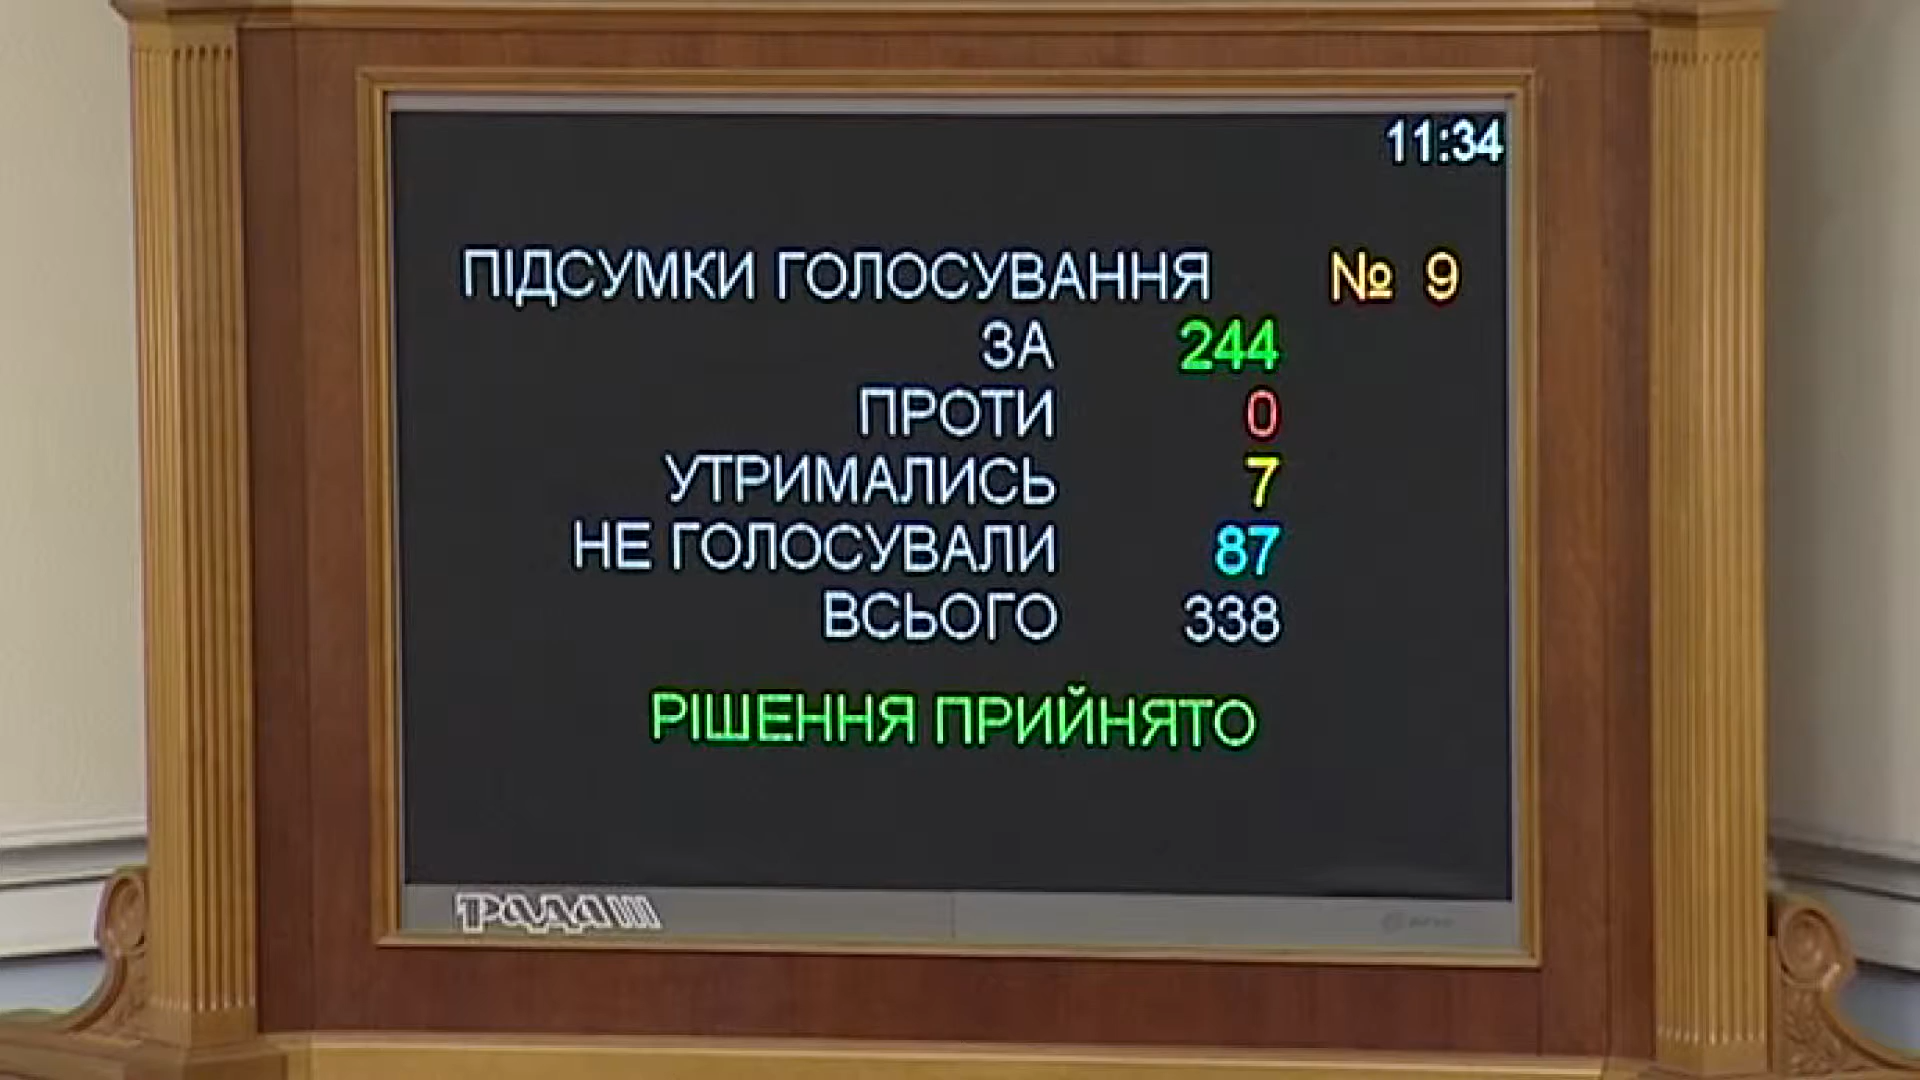 11:34
ПІДСУМКИ ГОЛОСУВАННЯ № 9
ЗА 244
ПРОТИ 0
УТРИМАЛИСЬ 7
НЕ ГОЛОСУВАЛИ 87
ВСЬОГО 338
РІШЕННЯ ПРИЙНЯТО
РАДА III